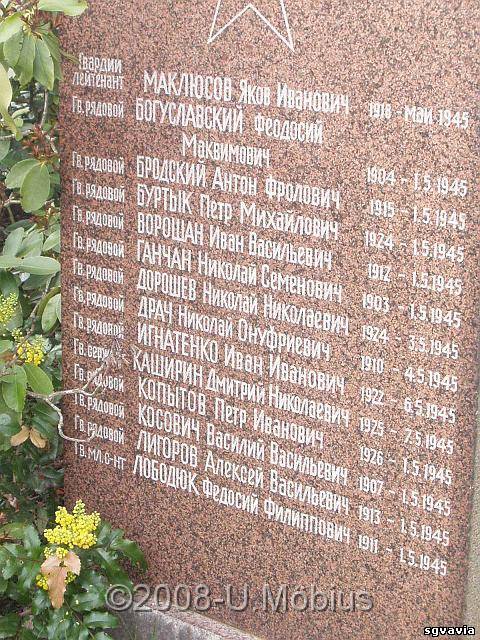 Гвардии
лейтенант МАКЛЮСОВ Яков Иванович 1918 - май 1945
Гв.рядовой БОГУСЛАВСКИЙ Феодосий
Маквимович 1904 - 1.5.1945
Гв.рядовой БРОДСКИЙ Антон Фролович 1915 - 1.5.1945
Гв.рядовой БУРТЫК Петр Михайлович 1924 - 1.5.1945
Гв.рядовой ВОРОЩАН Иван Васильевич 1912 - 1.5.1945
Гв.рядовой ГАНЧАН Николай Семенович 1903 - 1.5.1945
Гв.рядовой ДОРОШЕВ Николай Николаевич 1924 - 3.5.1945
Гв.рядовой ДРАЧ Николай Онуфриевич 1910 - 4.5.1945
Гв.рядовой ИГНАТЕНКО Иван Иванович 1922 - 6.5.1945
Гв. КАШИРИН Дмитрий Николаевич 1925 - 7.5.1945
Гв.рядовой КОПЫТОВ Петр Иванович 1926 - 1.5.1945
Гв.рядовой КОСОВИЧ Василий Васильевич 1907 - 1.5.1945
Гв.рядовой ЛИГОРОВ Алексей Васильевич 1913 - 1.5.1945
Гв.мл.с-нт ЛОБОДЮК Федосий Филиппович 1911 - 1.5.1945
©2008-U.Möbius
sgvavia